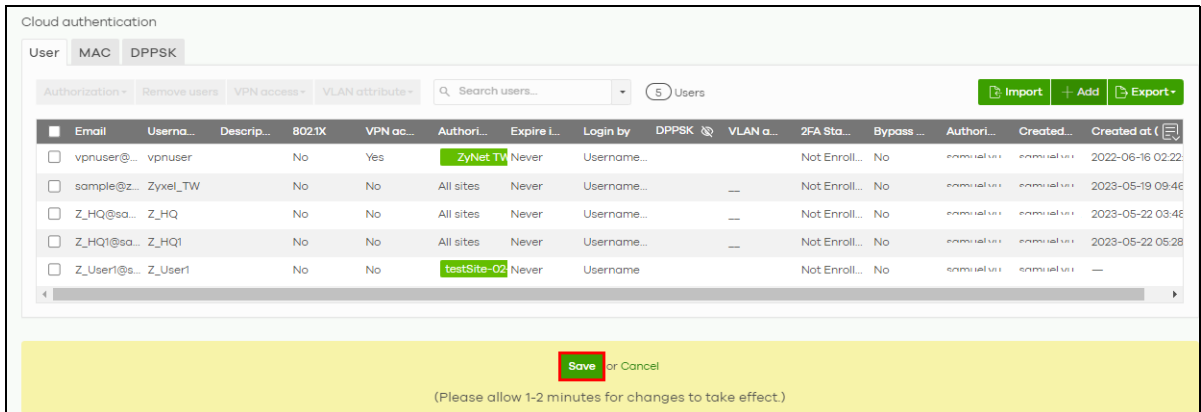 Cloud authentication
User MAC DPPSK
Authorization Remove users VPN access VLAN attribute Search users... 5 Users Import + Add Export
Email Userna... Descrip... 802.1X VPN ac... Authori... Expire i... Login by DPPSK VLAN a... 2FA Sta... Bypass ... Authori... Created... Created at (
vpnuser@... vpnuser No Yes ZyNet TW Never Username... Not Enroll... No 2022-06-16 02:22:
sample@z... Zyxel_TW No No All sites Never Username... __ Not Enroll... No 2023-05-19 09:46
Z_HQ@sa... Z_HQ No No All sites Never Username... __ Not Enroll... No 2023-05-22 03:48
Z_HQ1@sa... Z_HQ1 No No All sites Never Username... __ Not Enroll... No 2023-05-22 05:28
Z_User1@s... Z_User1 No No testSite-02- Never Username Not Enroll... No —
Save or Cancel
(Please allow 1-2 minutes for changes to take effect.)